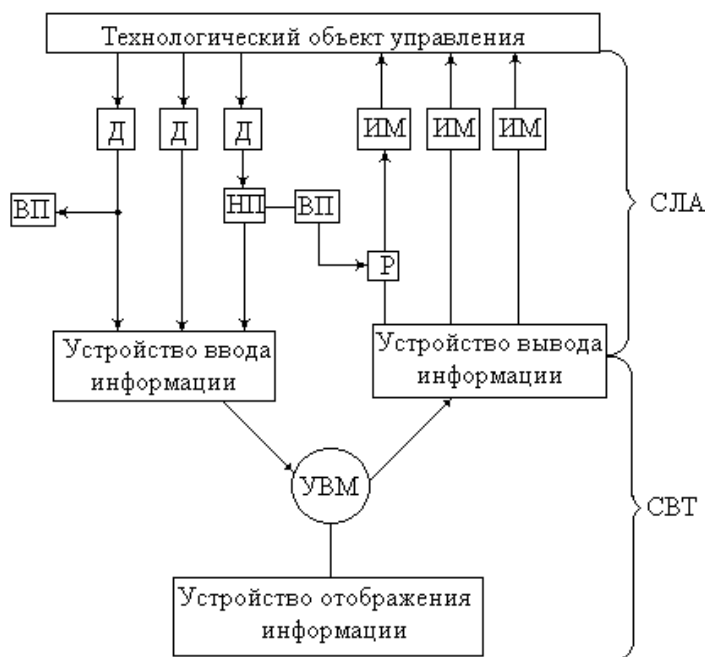 Технологический объект управления
Д Д Д ИМ ИМ ИМ
ВП НП ВП СЛА
Р
Устройство ввода
информации
Устройство вывода
информации
УВМ
СВТ
Устройство отображения
информации